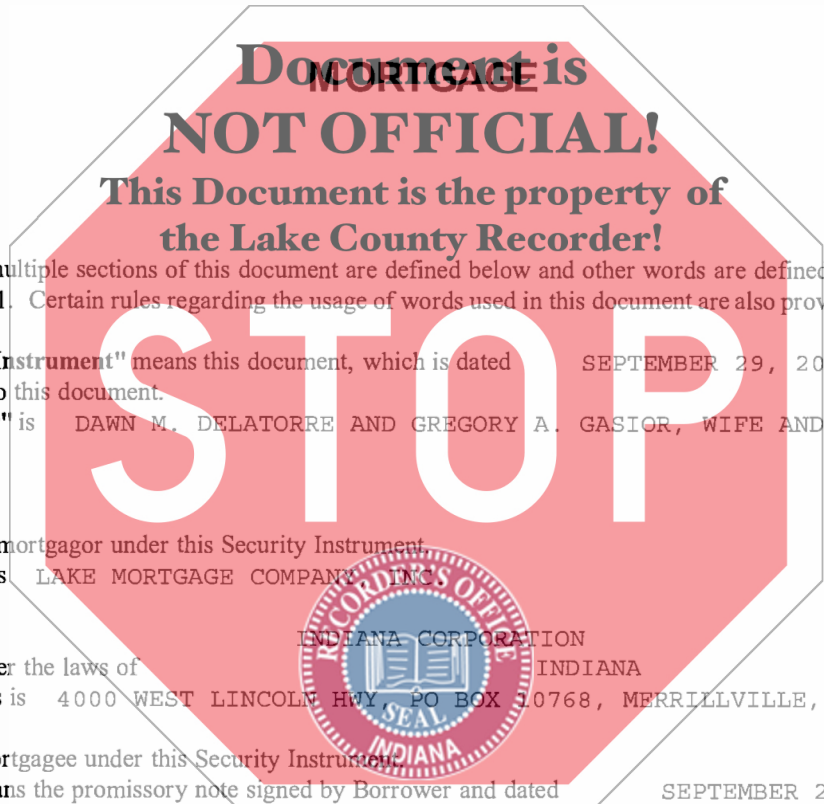 Document is
MORTGAGE
NOT OFFICIAL!
This Document is the property of
the Lake County Recorder!
ultiple sections of this document are defined below and other words are defined
. Certain rules regarding the usage of words used in this document are also prov
nstrument" means this document, which is dated SEPTEMBER 29, 20
o this document.
" is DAWN M. DELATORRE AND GREGORY A. GASIOR, WIFE AND
STOP
mortgagor under this Security Instrument.
s LAKE MORTGAGE COMPANY, INC.
RECORDER'S OFFICE
INDIANA CORPORATION
er the laws of INDIANA
s is 4000 WEST LINCOLN HWY, PO BOX 10768, MERRILLVILLE,
SEAL
INDIANA
rtgagee under this Security Instrument.
ns the promissory note signed by Borrower and dated SEPTEMBER 2